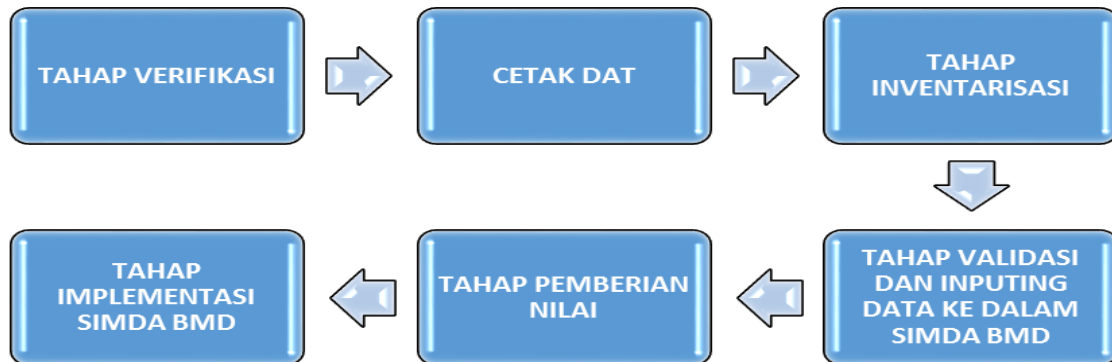 TAHAP VERIFIKASI
CETAK DAT
TAHAP
INVENTARISASI
TAHAP VALIDASI
DAN INPUTING
DATA KE DALAM
SIMDA BMD
TAHAP PEMBERIAN
NILAI
TAHAP
IMPLEMENTASI
SIMDA BMD